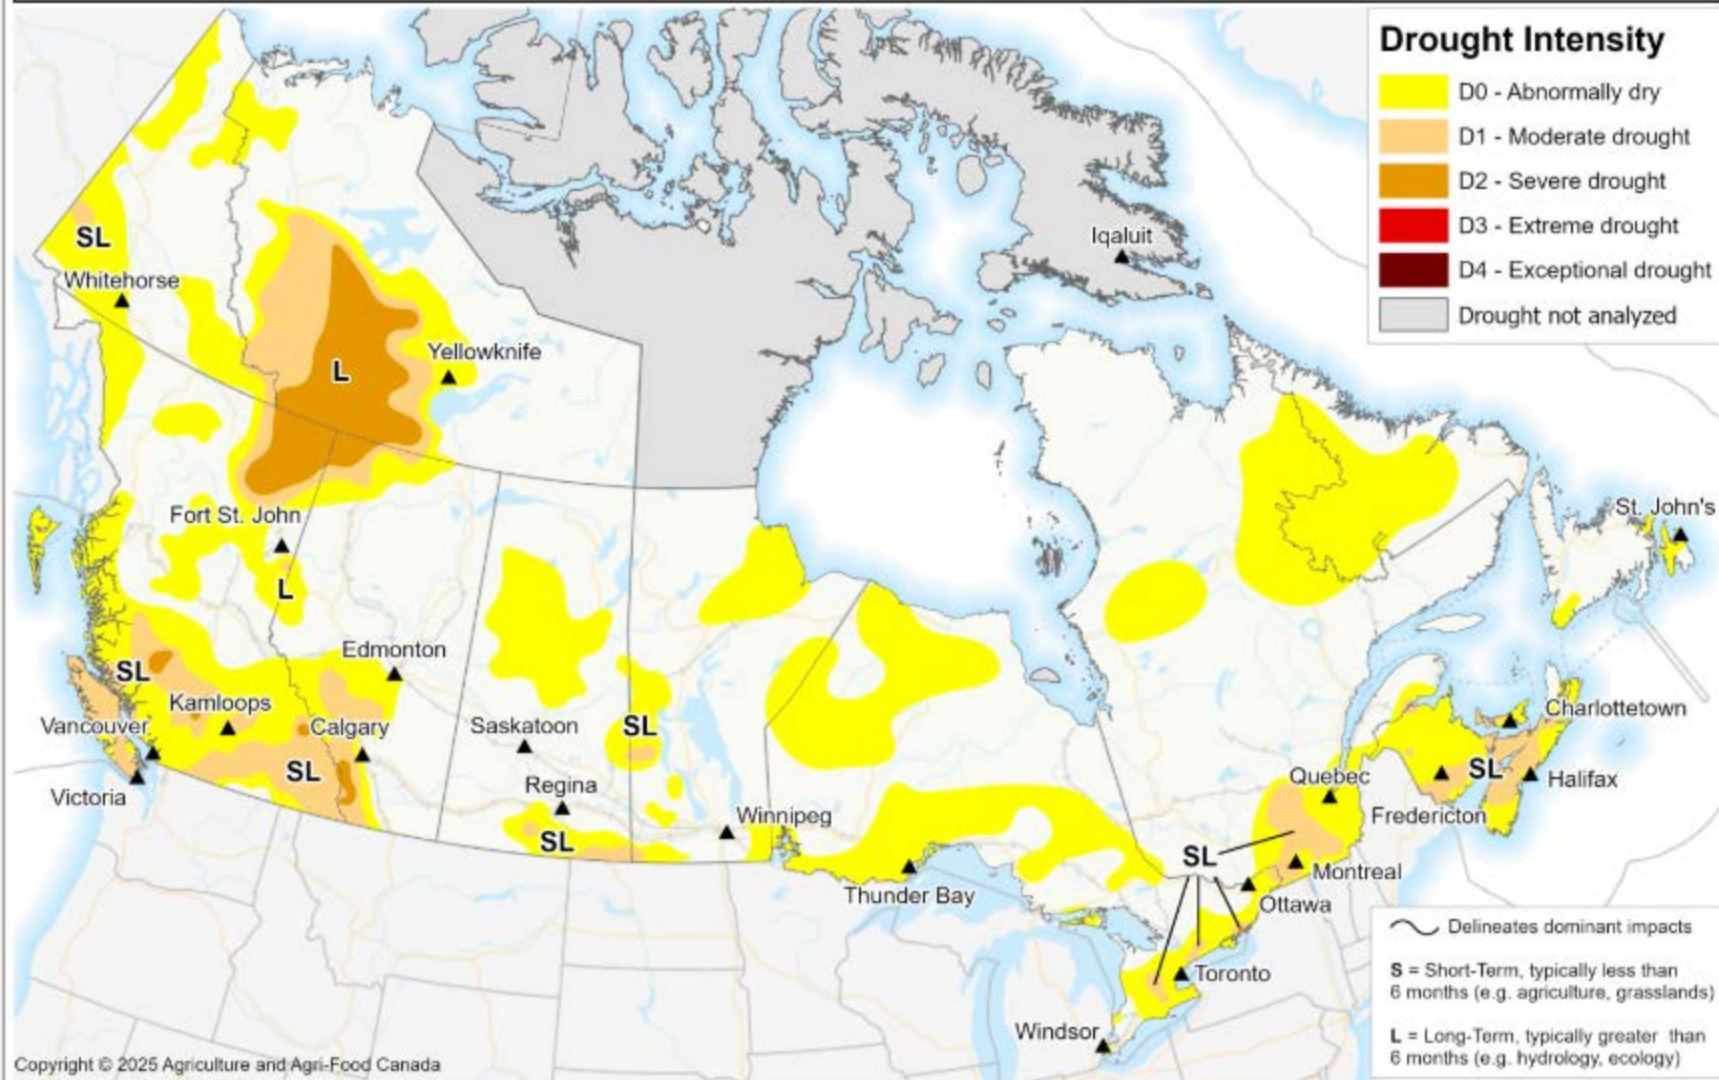 Drought Intensity
D0 - Abnormally dry
D1 - Moderate drought
D2 - Severe drought
D3 - Extreme drought
D4 - Exceptional drought
Drought not analyzed
Iqaluit
SL
Whitehorse
Yellowknife
L
Fort St. John
St. John's
L
Edmonton
SL
Kamloops
Vancouver
Calgary
Saskatoon
SL
Charlottetown
SL
Regina
Quebec
SL
Halifax
Victoria
Winnipeg
Fredericton
SL
SL
Montreal
Thunder Bay
Ottawa
Toronto
Windsor
Delineates dominant impacts
S = Short-Term, typically less than
6 months (e.g. agriculture, grasslands)
L = Long-Term, typically greater than
6 months (e.g. hydrology, ecology)
Copyright © 2025 Agriculture and Agri-Food Canada